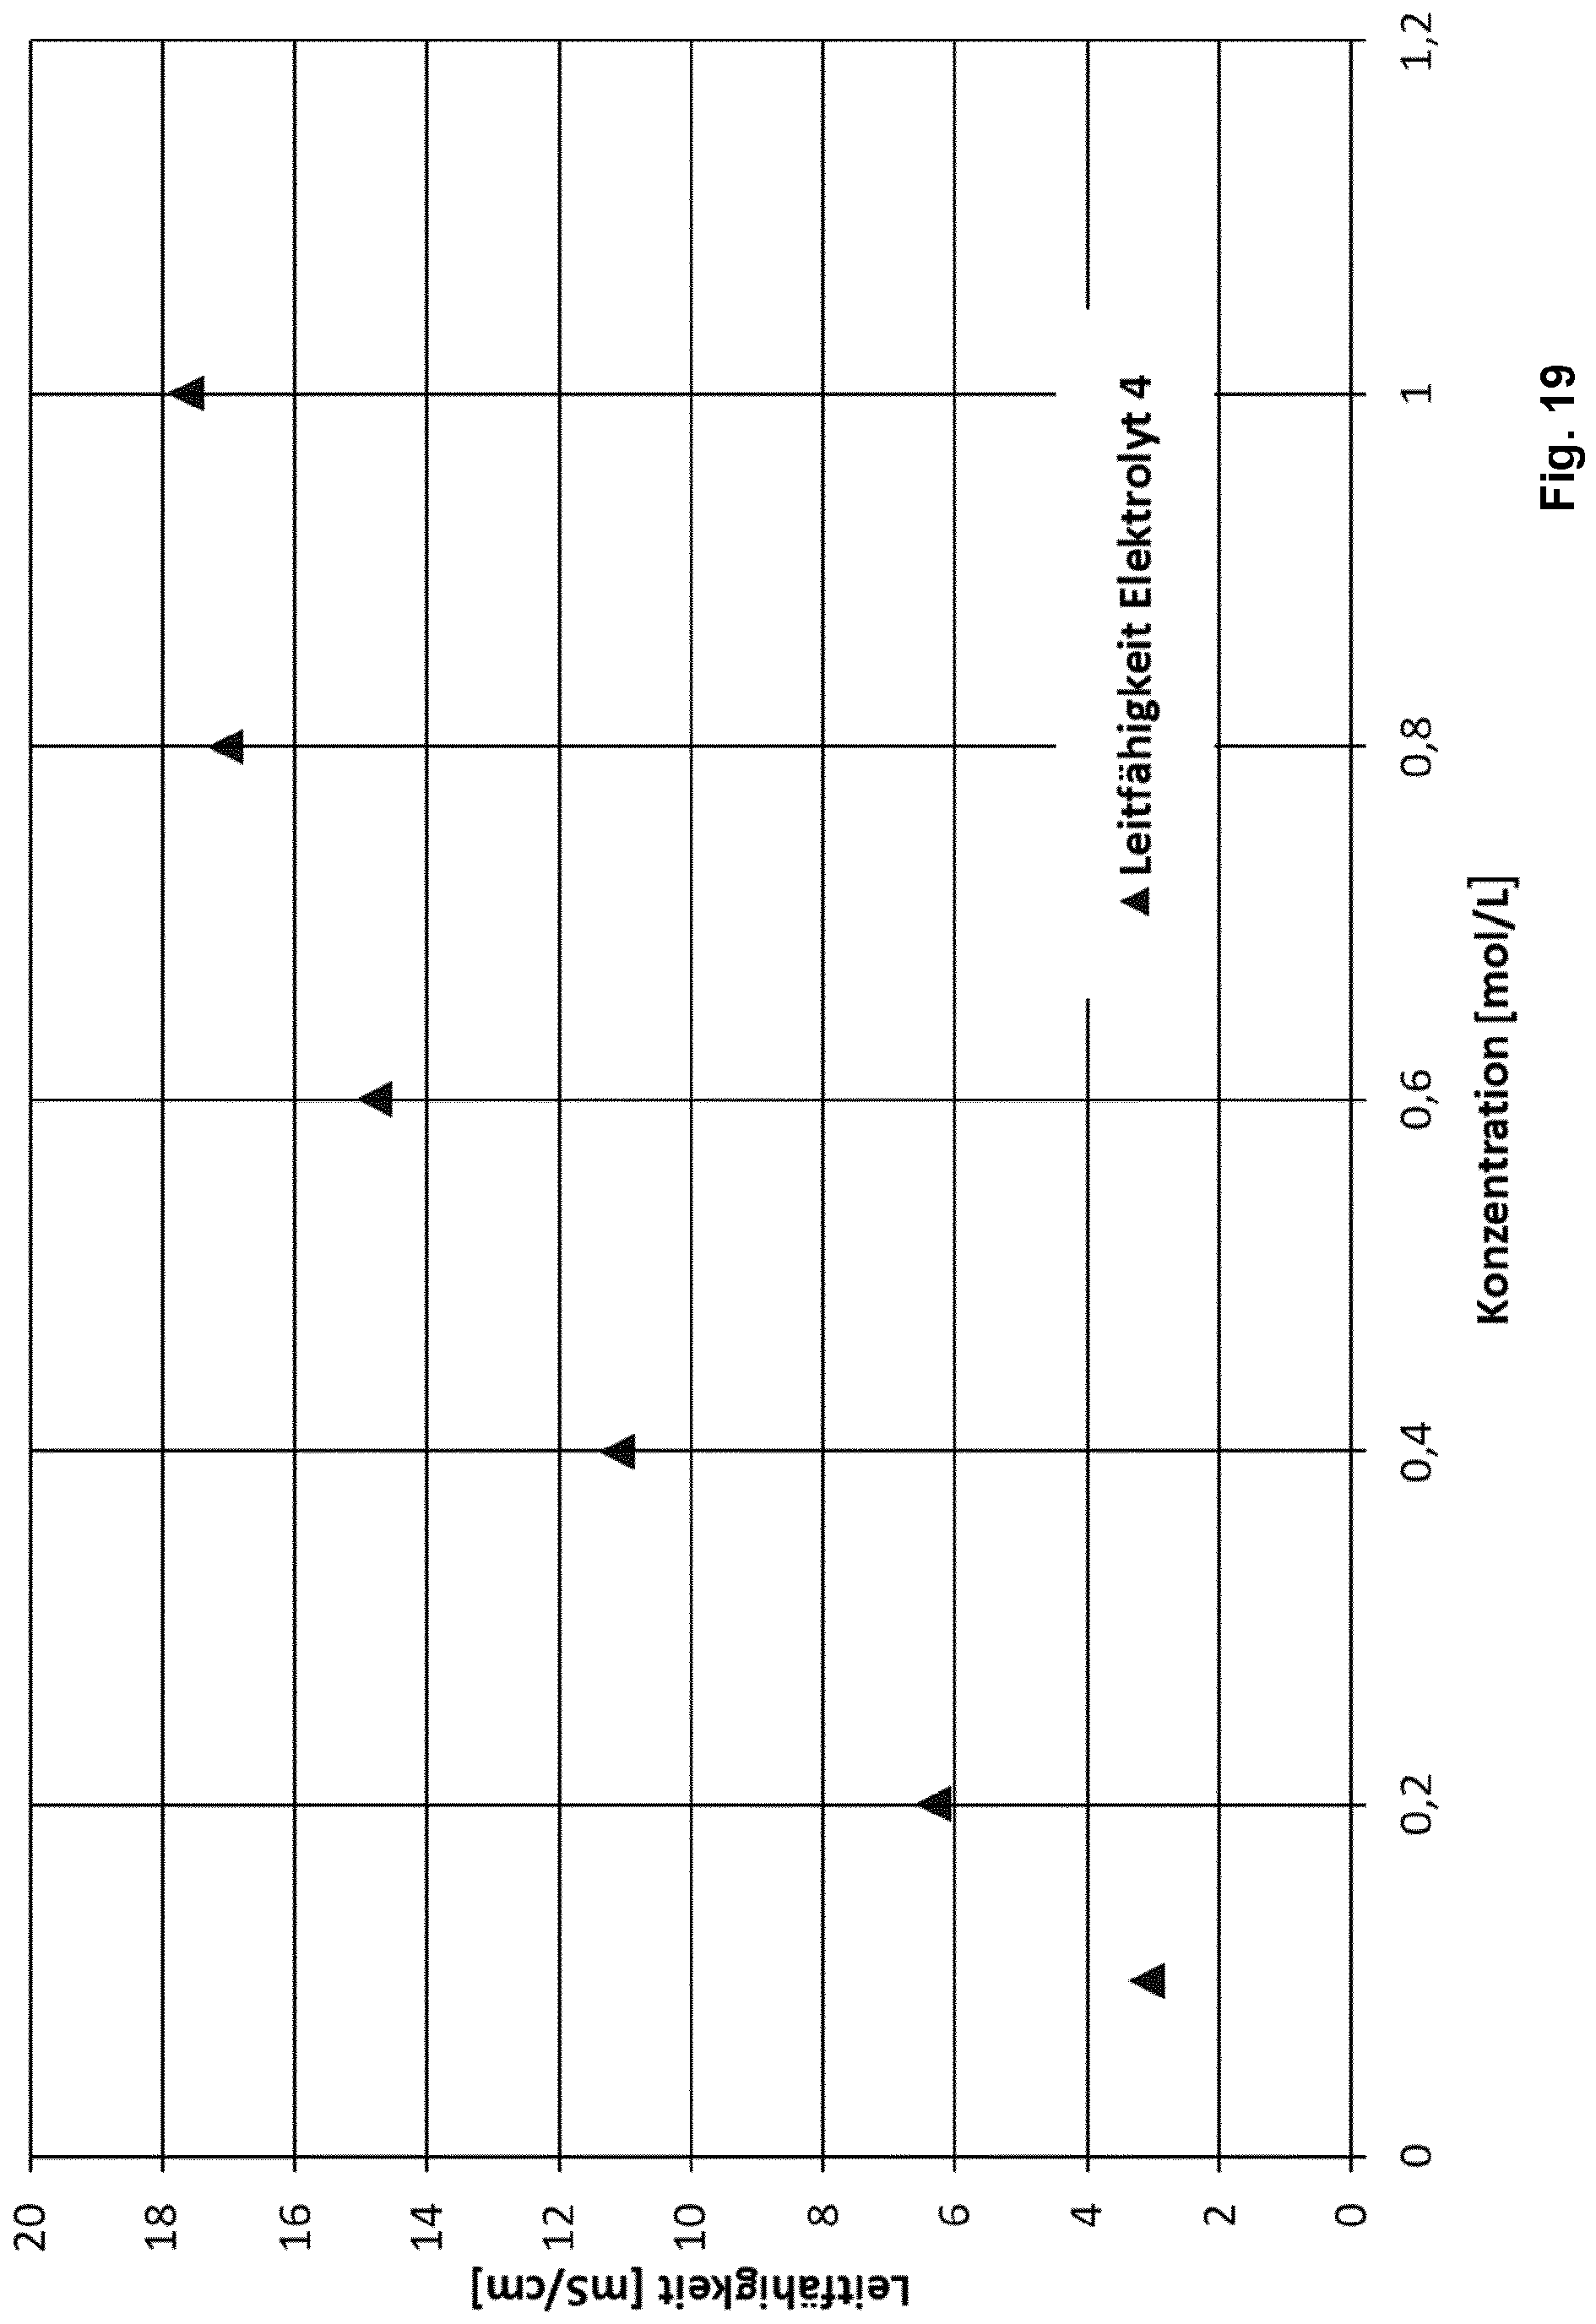 Leitfähigkeit [mS/cm]
20
18
16
14
12
10
8
6
4
2
0
▲ Leitfähigkeit Elektrolyt 4
0 0,2 0,4 0,6 0,8 1 1,2
Konzentration [mol/L]
Fig. 19